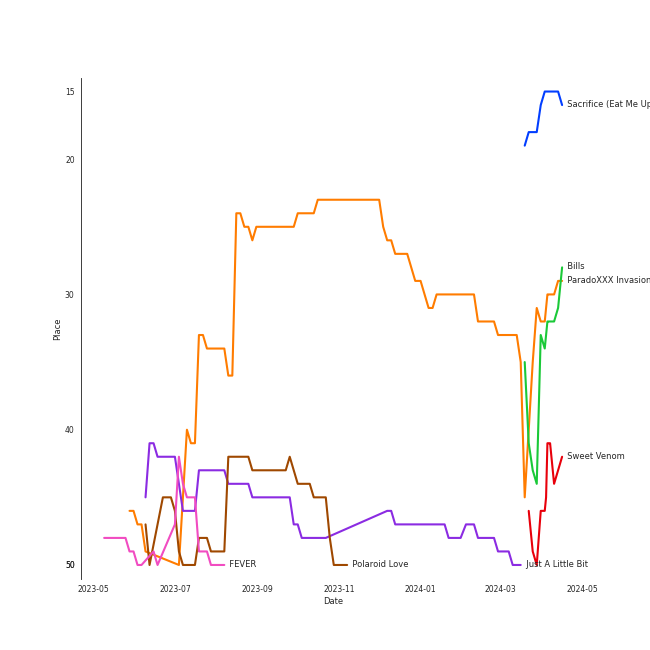 15
Sacrifice (Eat Me Up
20
Bills
ParadoXXX Invasion
30
Place
40
Sweet Venom
50
FEVER
Polaroid Love
Just A Little Bit
2023-05
2023-07
2023-09
2023-11
2024-01
2024-03
2024-05
Date